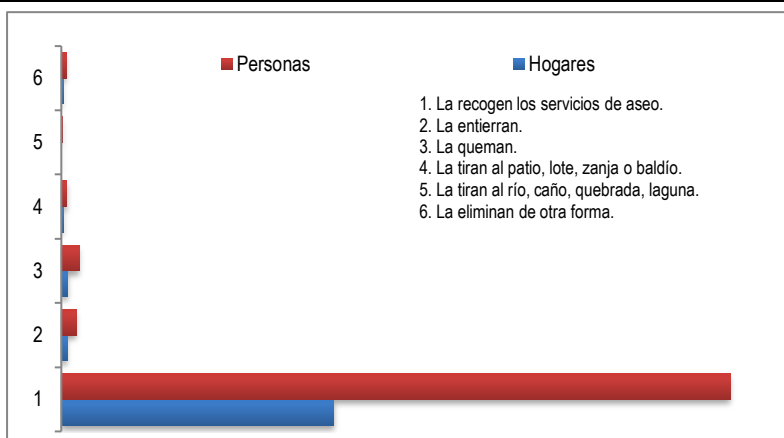 Personas
Hogares
1. La recogen los servicios de aseo.
2. La entierran.
3. La queman.
4. La tiran al patio, lote, zanja o baldío.
5. La tiran al río, caño, quebrada, laguna.
6. La eliminan de otra forma.
6
5
4
3
2
1